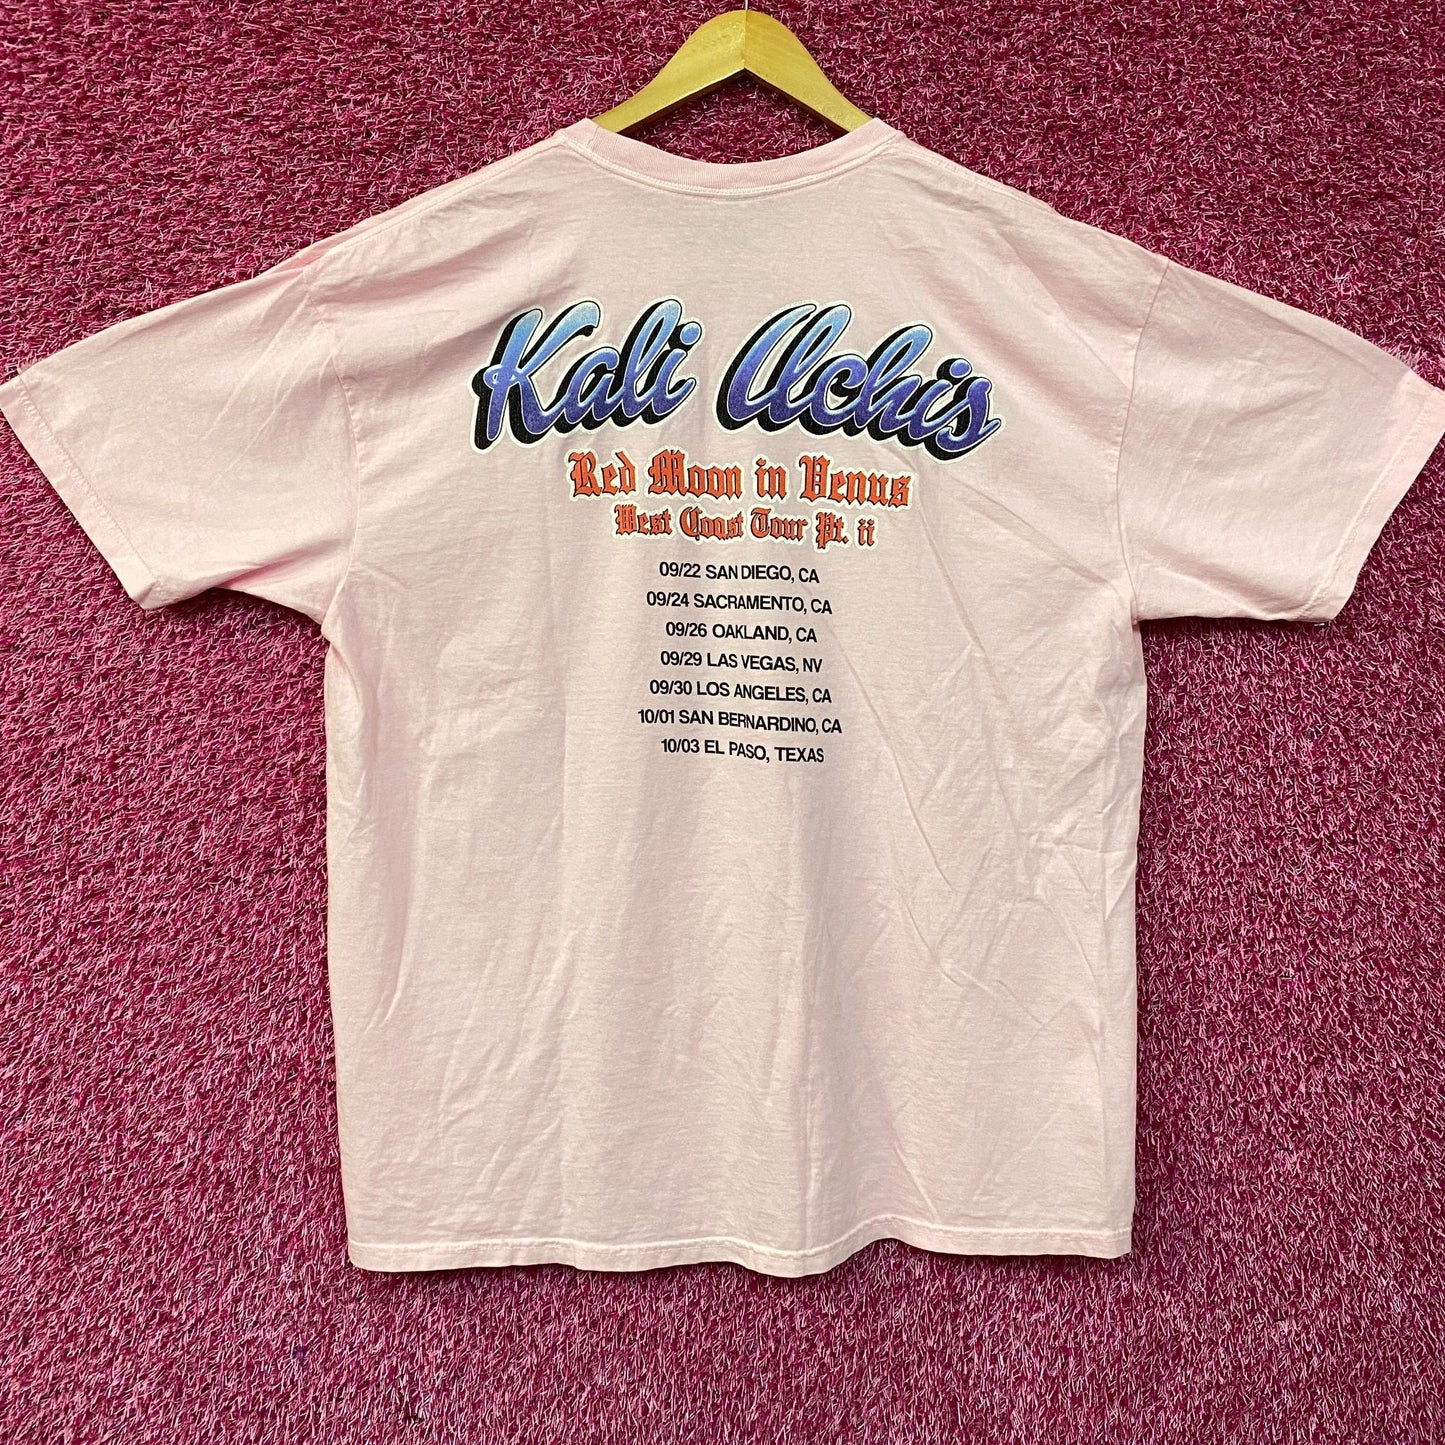 Kali Uchis
Red Moon in Venus
West Coast Tour Pt. ii
09/22 SAN DIEGO, CA
09/24 SACRAMENTO, CA
09/26 OAKLAND, CA
09/29 LAS VEGAS, NV
09/30 LOS ANGELES, CA
10/01 SAN BERNARDINO, CA
10/03 EL PASO, TEXAS